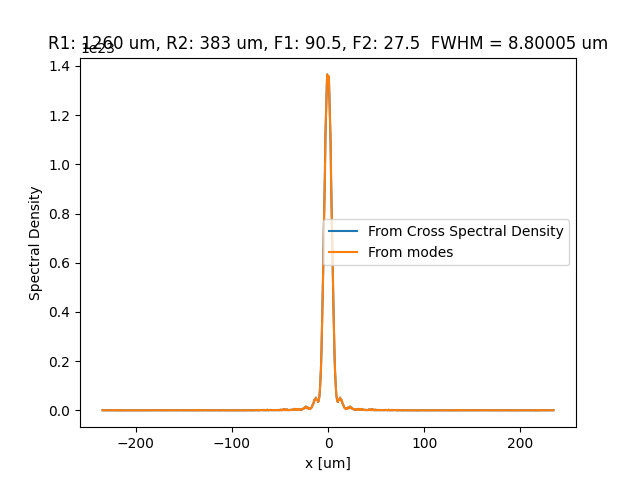 R1: 1260 um, R2: 383 um, F1: 90.5, F2: 27.5  FWHM = 8.80005 um
1e23
1.4
1.2
1.0
0.8
0.6
0.4
0.2
0.0
Spectral Density
From Cross Spectral Density
From modes
−200 −100 0 100 200
x [um]